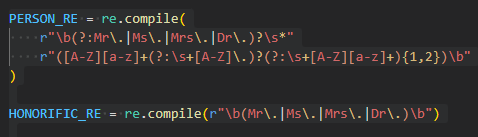 PERSON_RE = re.compile(
    r"\b(?:Mr\.|Ms\.|Mrs\.|Dr\.)?\s*"
    r"([A-Z][a-z]+(?:\s+[A-Z]\.)?(?:\s+[A-Z][a-z]+){1,2})\b"
)
HONORIFIC_RE = re.compile(r"\b(Mr\.|Ms\.|Mrs\.|Dr\.)\b")